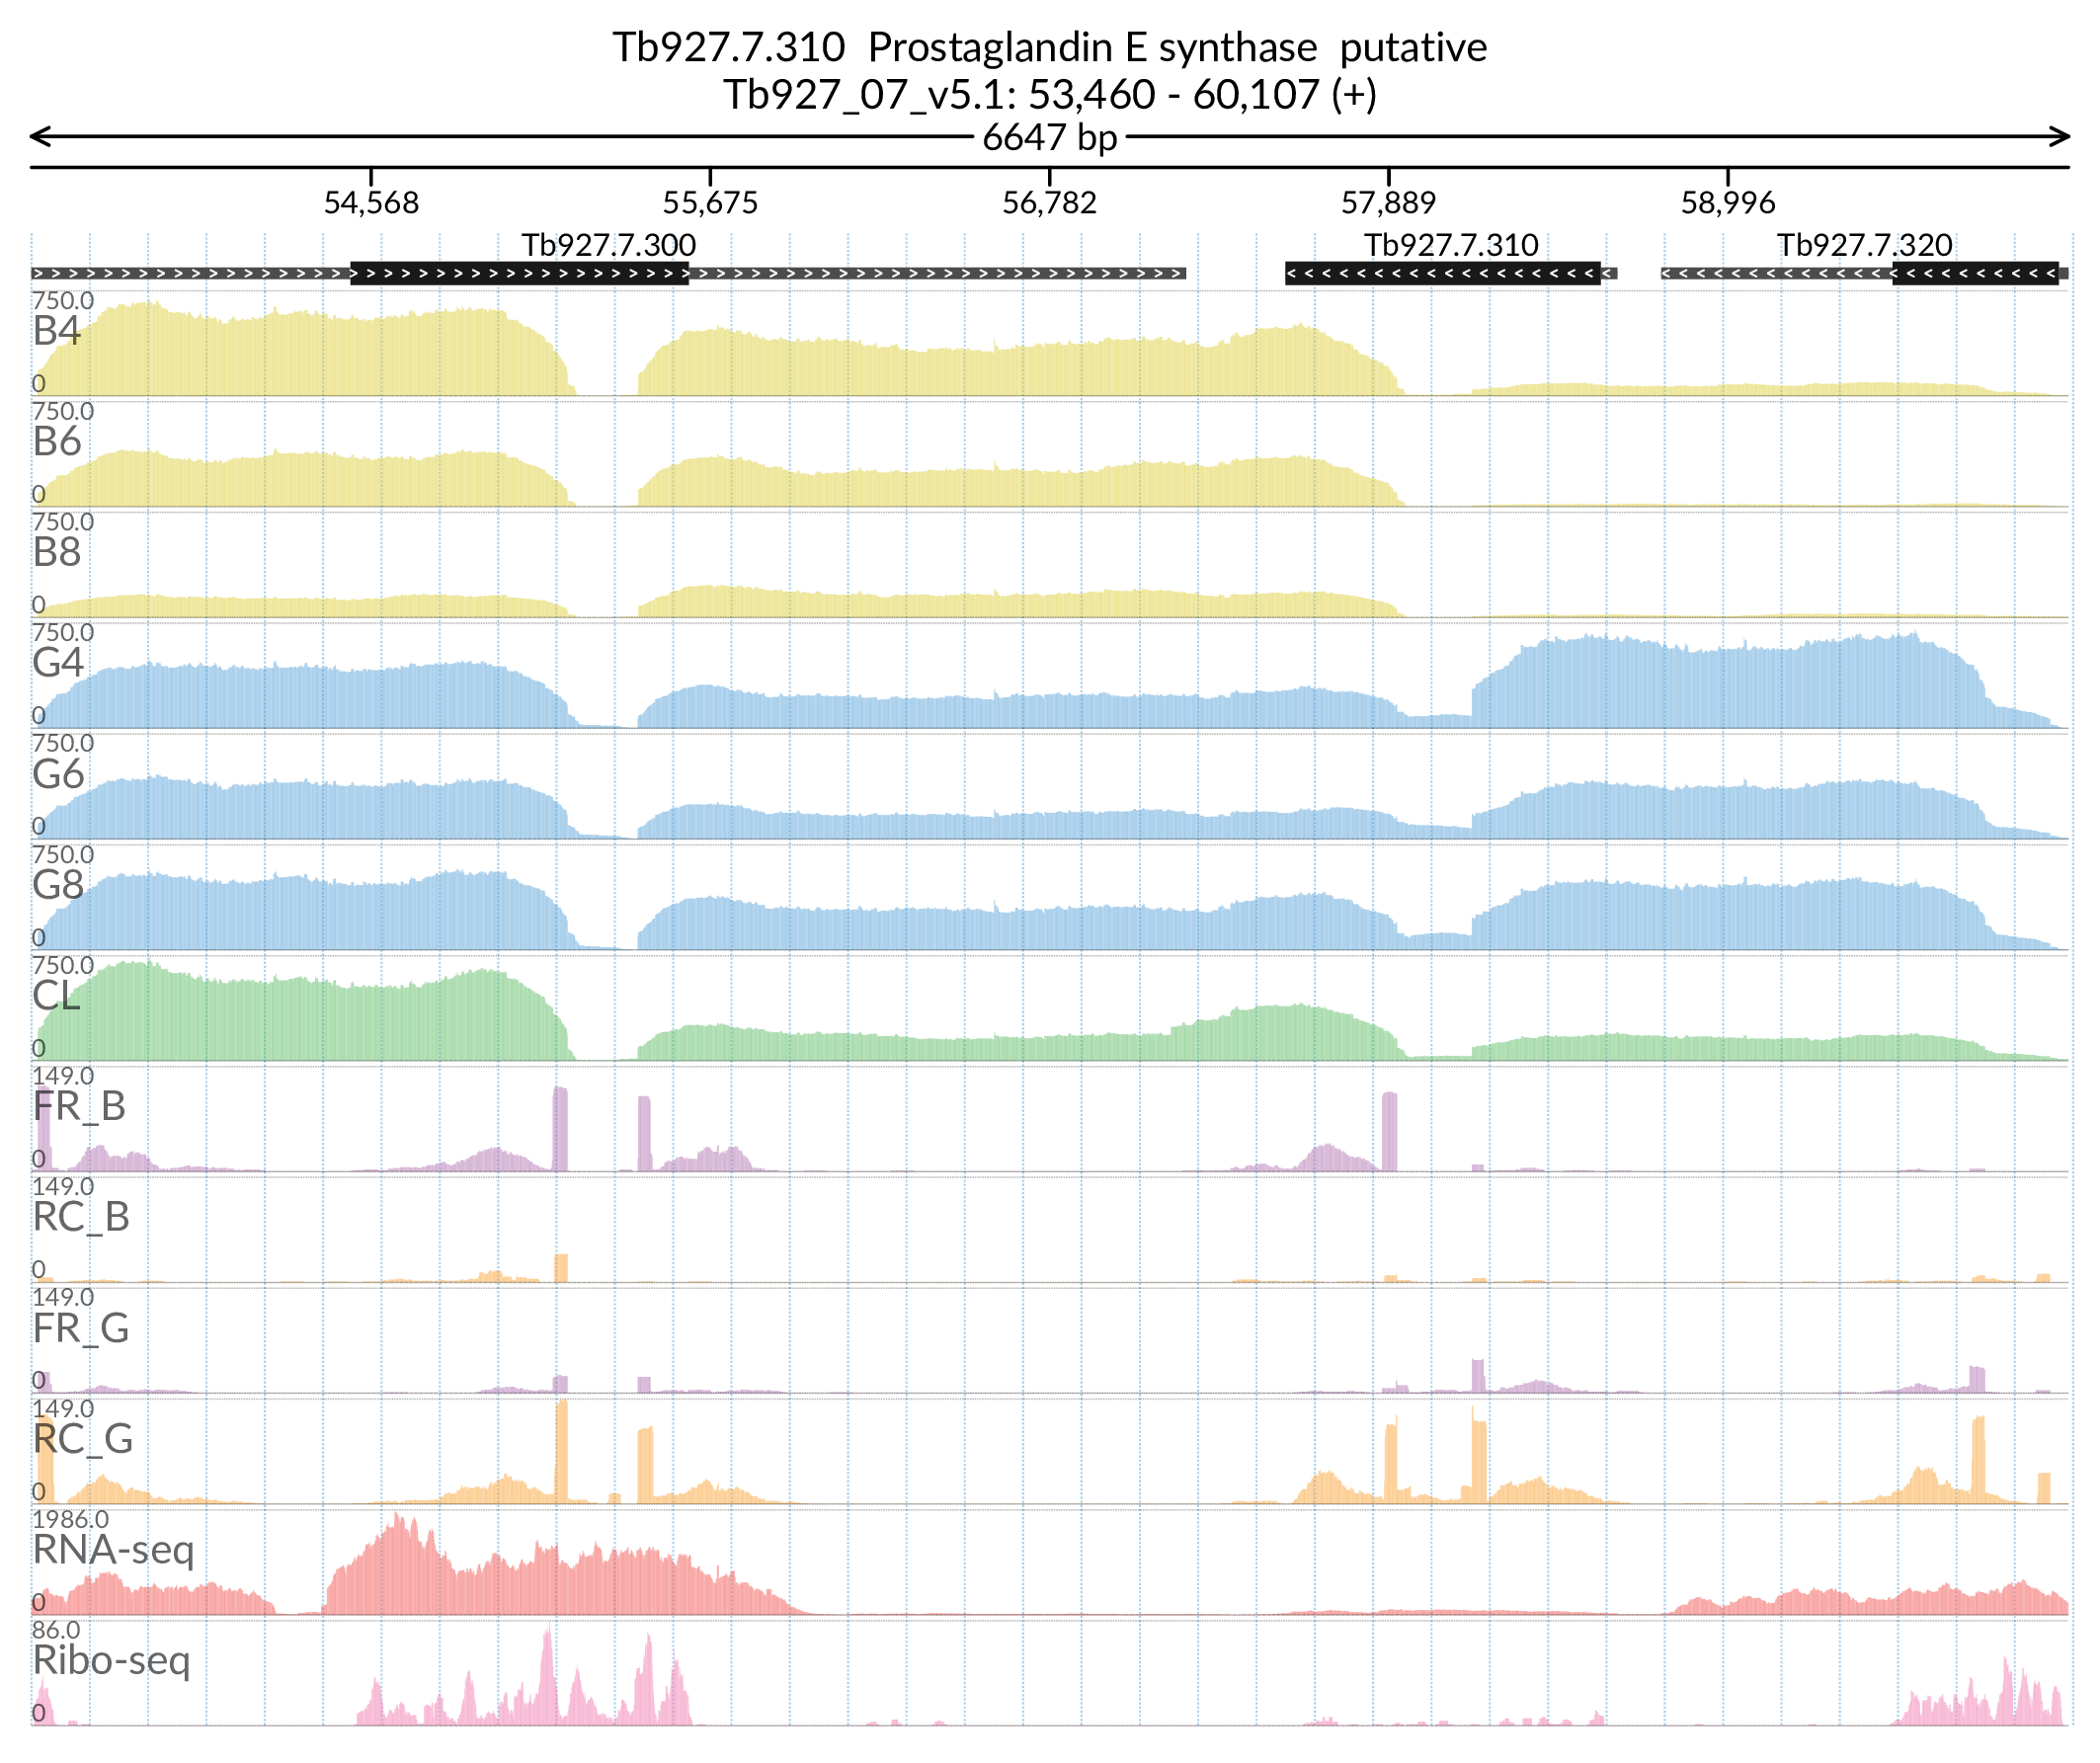 Tb927.7.310 Prostaglandin E synthase putative
Tb927_07_v5.1: 53,460 - 60,107 (+)
6647 bp
54,568 55,675 56,782 57,889 58,996
Tb927.7.300 Tb927.7.310 Tb927.7.320
750.0
B4
0
750.0
B6
0
750.0
B8
0
750.0
G4
0
750.0
G6
0
750.0
G8
0
750.0
CL
0
149.0
FR_B
0
149.0
RC_B
0
149.0
FR_G
0
149.0
RC_G
0
1986.0
RNA-seq
0
86.0
Ribo-seq
0